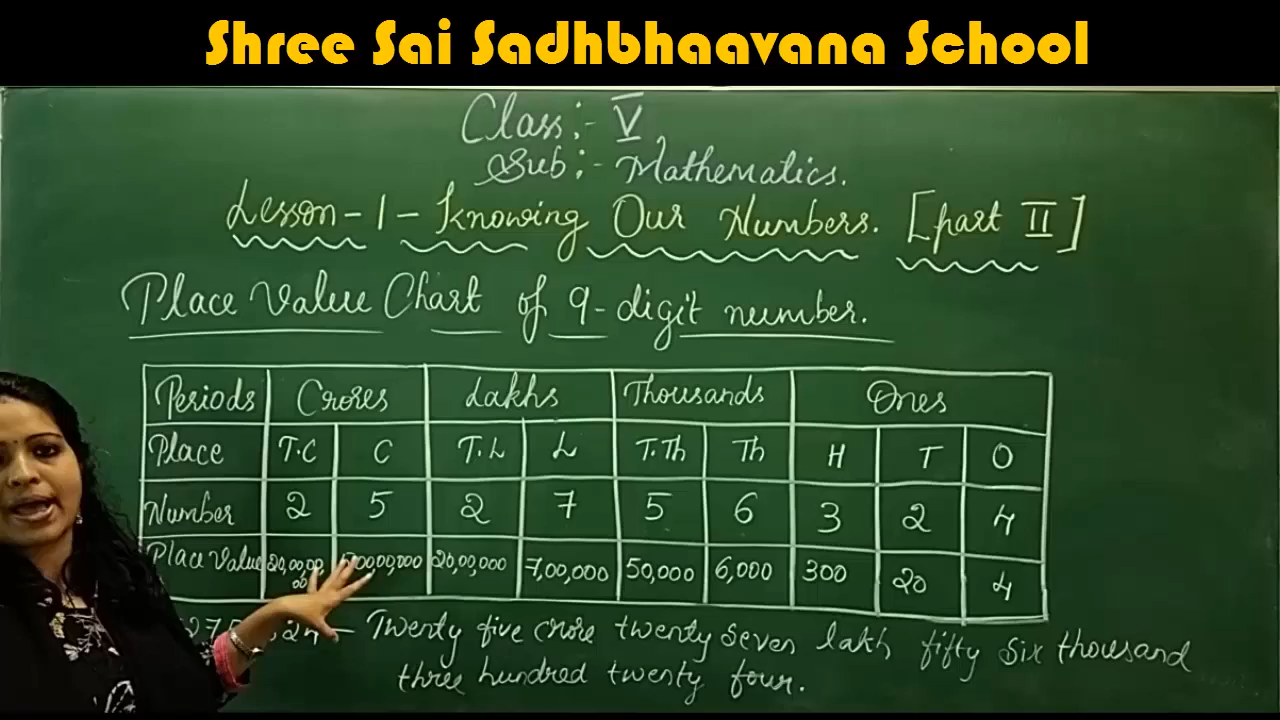 Shree Sai Sadhbhaavana School
Class:- V,
Sub:- Mathematics.
Lesson-1- Knowing Our Numbers. [part II]
Place Value Chart of 9-digit number.
Periods Crores Lakhs Thousands Ones
Place T.C C T.L L T.Th Th H T O
Number 2 5 2 7 5 6 3 2 4
Place Value 20,00,00,00 20,00,000 7,00,000 50,000 6,000 300 20 4
- Twenty five crore twenty seven lakh fifty six thousand
three hundred twenty four.